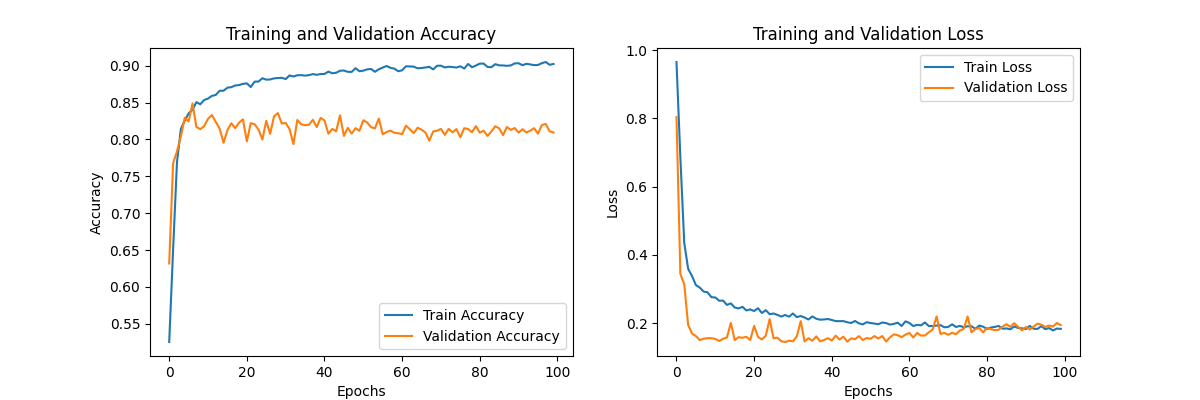 Training and Validation Accuracy
0.90
0.85
0.80
0.75
0.70
0.65
0.60
0.55
Accuracy
0 20 40 60 80 100
Epochs
Train Accuracy
Validation Accuracy
Training and Validation Loss
1.0
0.8
0.6
0.4
0.2
Loss
0 20 40 60 80 100
Epochs
Train Loss
Validation Loss